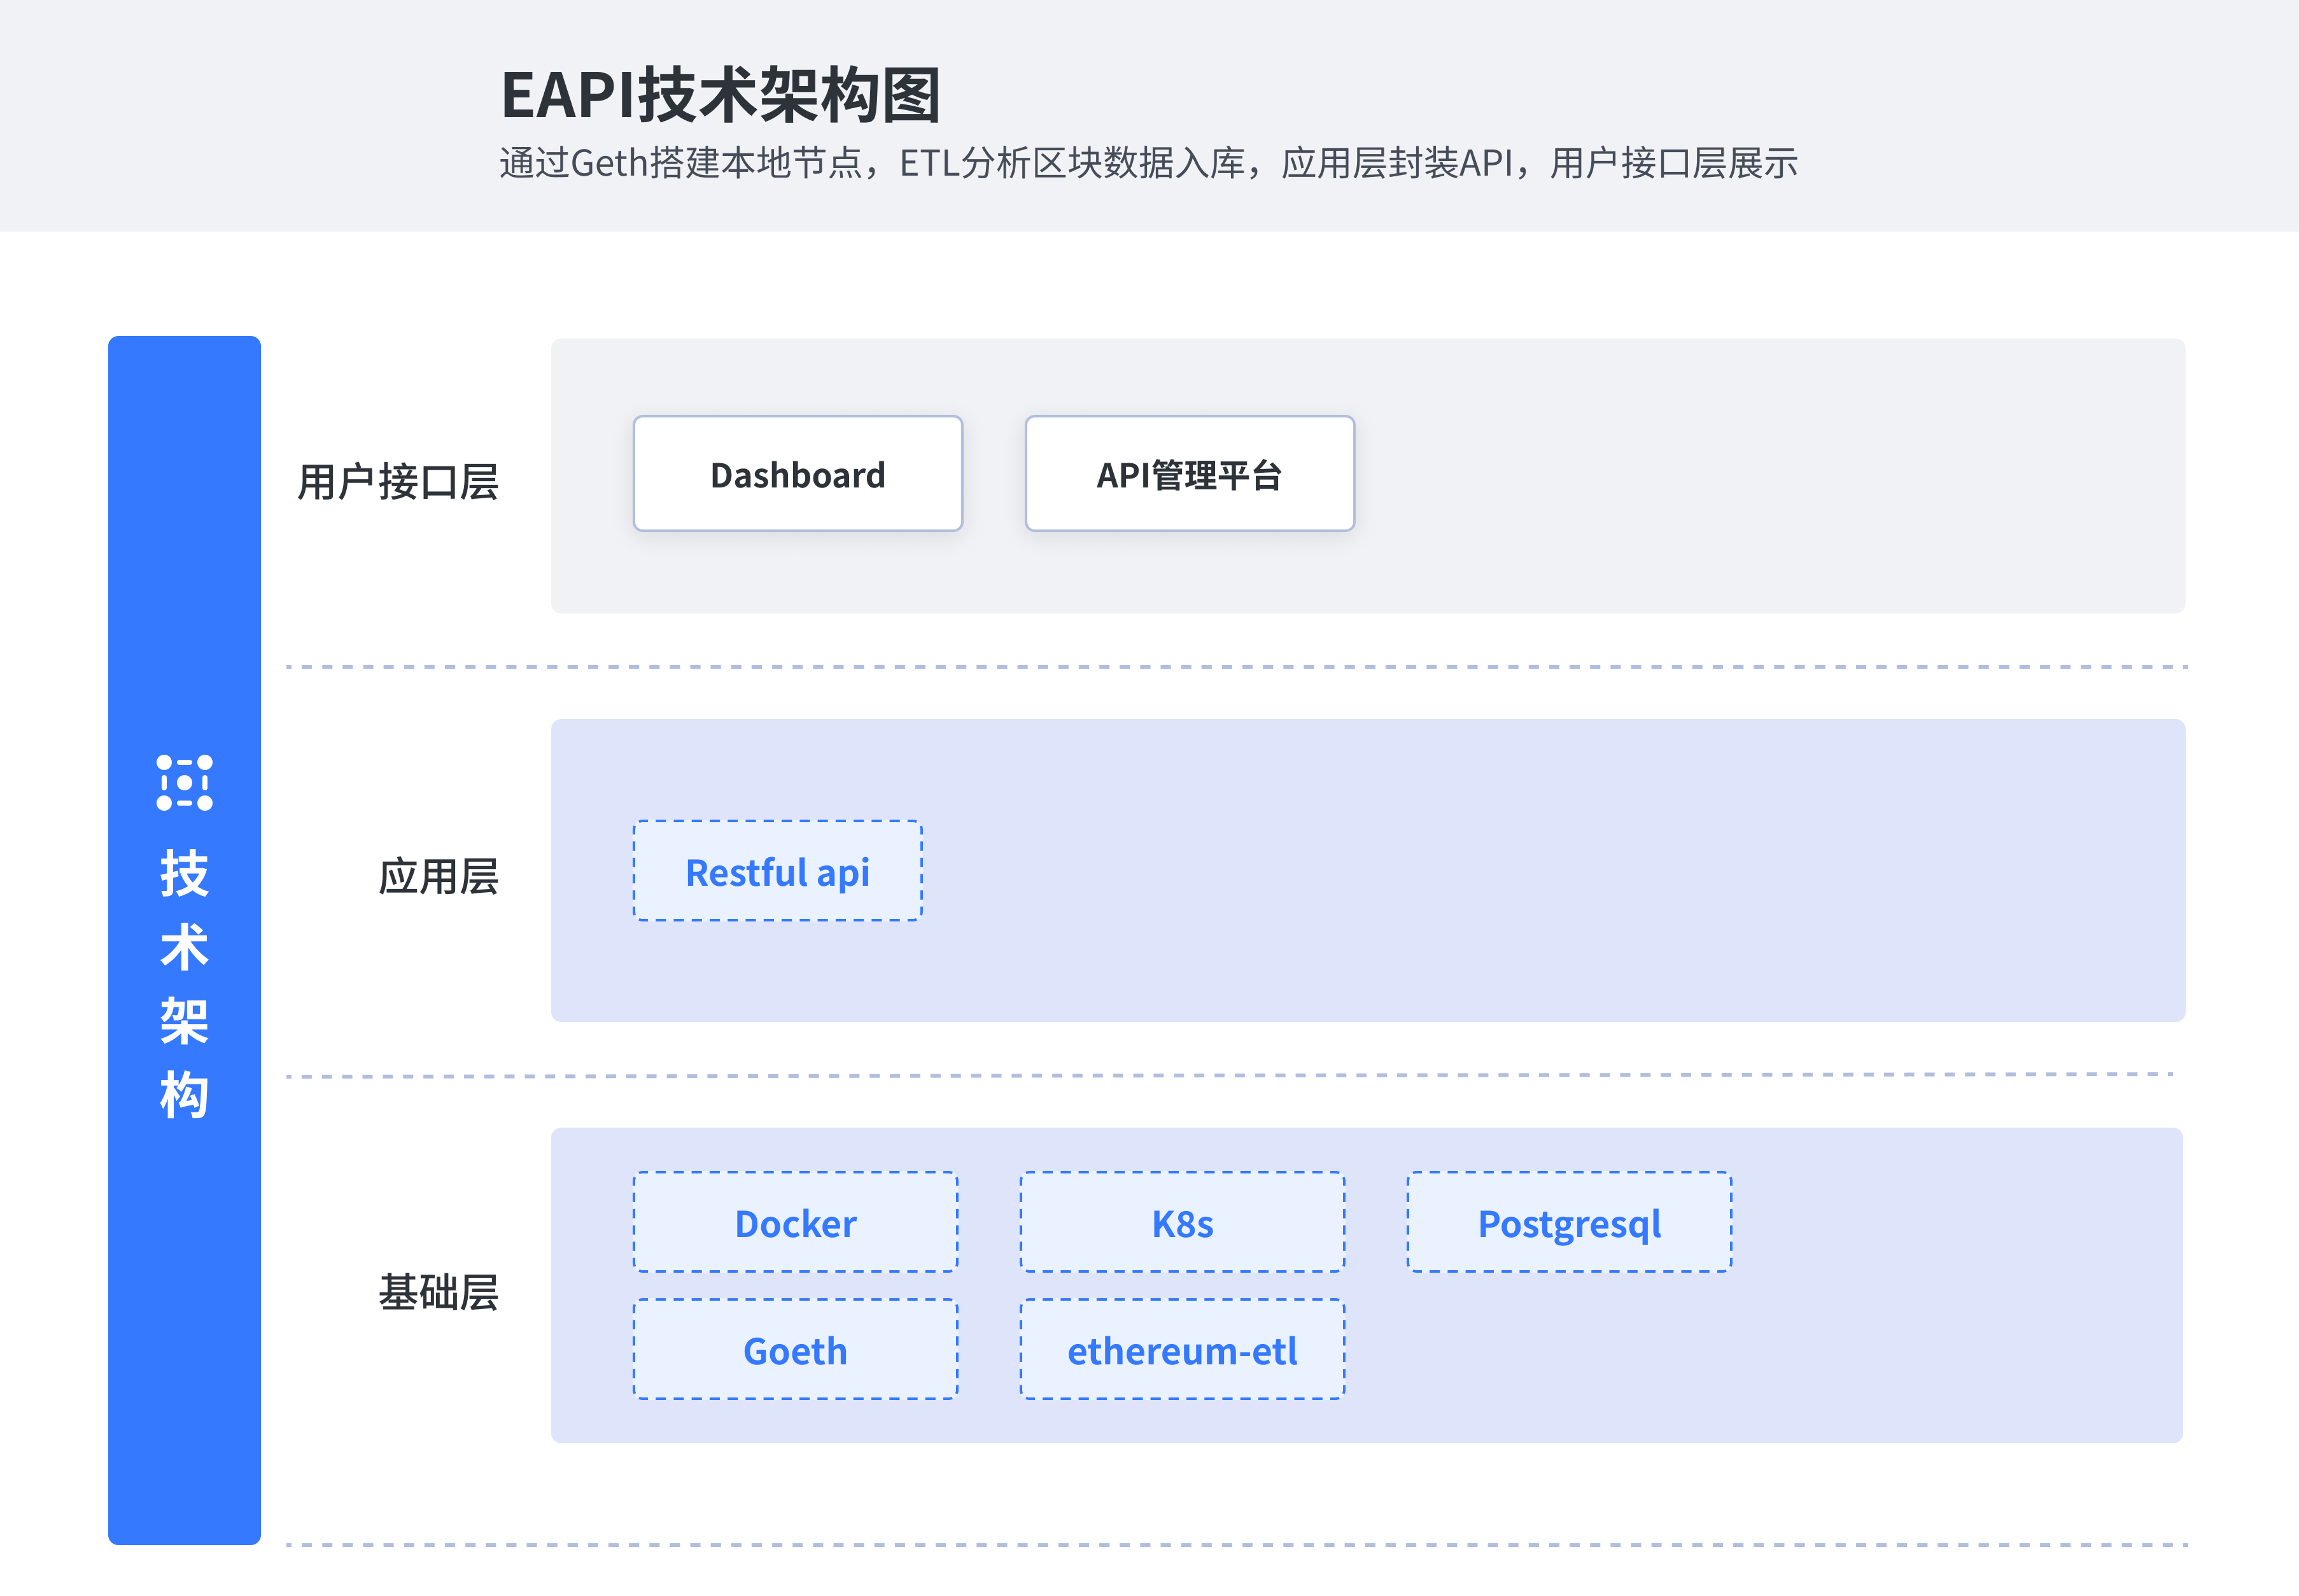 EAPI技术架构图
通过Geth搭建本地节点，ETL分析区块数据入库，应用层封装API，用户接口层展示
技
术
架
构
用户接口层
Dashboard
API管理平台
应用层
Restful api
基础层
Docker
K8s
Postgresql
Goeth
ethereum-etl